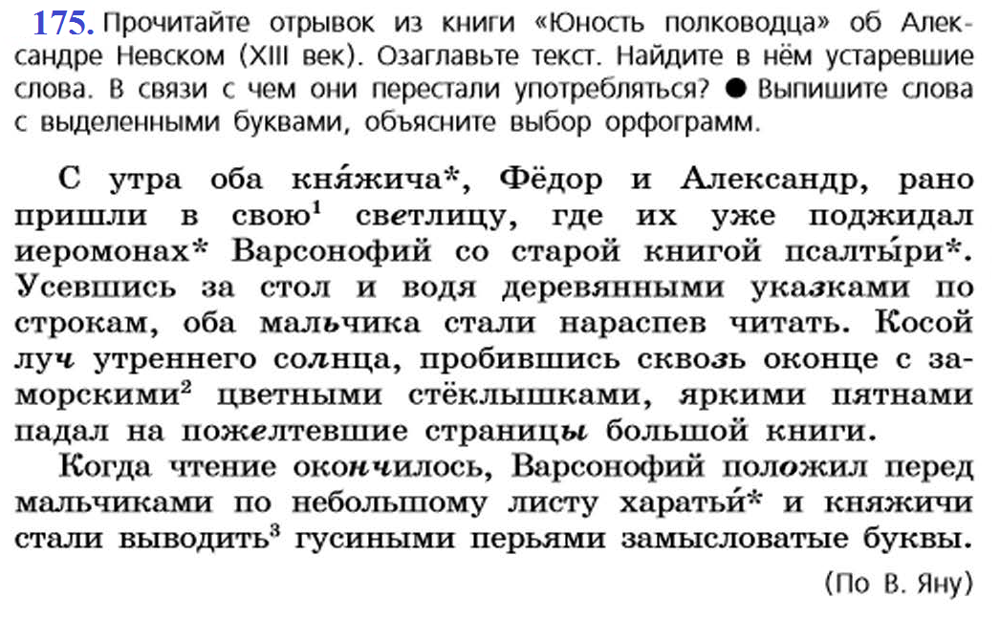 175. Прочитайте отрывок из книги «Юность полководца» об Алек-
сандре Невском (XIII век). Озаглавьте текст. Найдите в нём устаревшие
слова. В связи с чем они перестали употребляться? ● Выпишите слова
с выделенными буквами, объясните выбор орфограмм.
С утра оба кня́жича*, Фёдор и Александр, рано
пришли в свою¹ светлицу, где их уже поджидал
иеромонах* Варсонофий со старой книгой псалты́ри*.
Усевшись за стол и водя деревянными указками по
строкам, оба мальчика стали нараспев читать. Косой
луч утреннего солнца, пробившись сквозь оконце с за-
морскими² цветными стёклышками, яркими пятнами
падал на пожелтевшие страницы большой книги.
Когда чтение окончилось, Варсонофий положил перед
мальчиками по небольшому листу харатьи́* и княжичи
стали выводить³ гусиными перьями замысловатые буквы.
(По В. Яну)